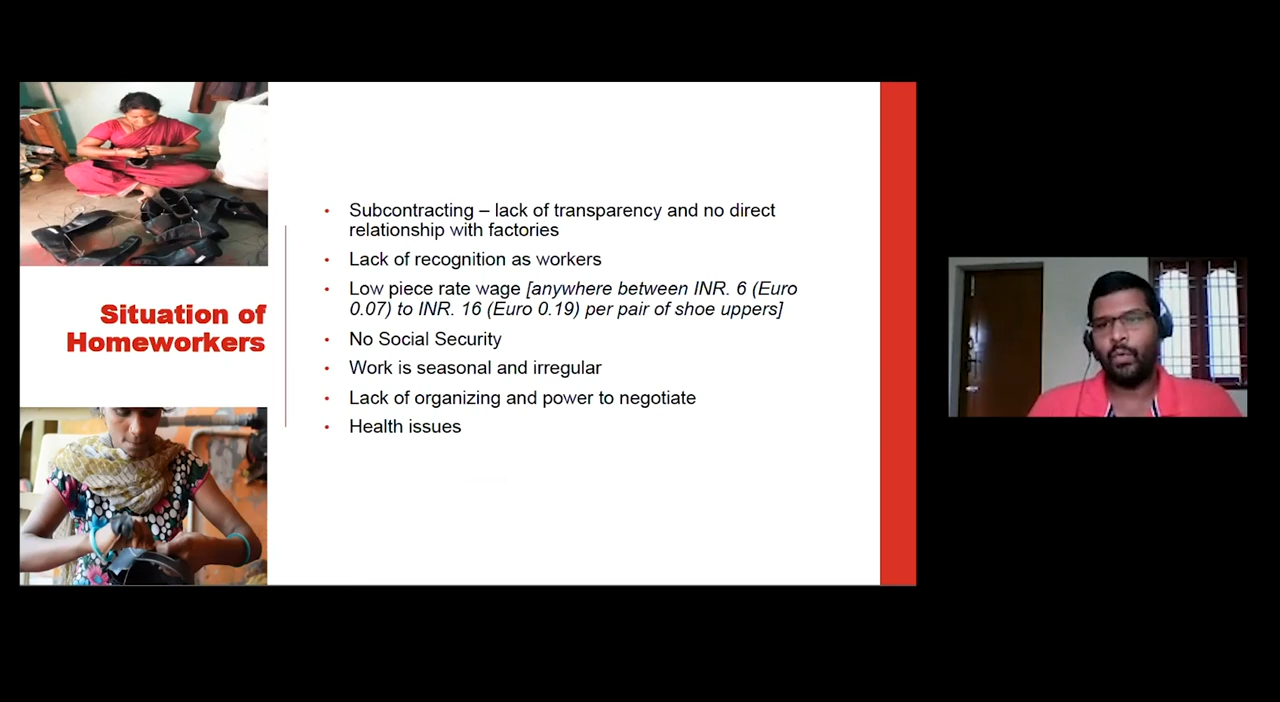 Situation of
Homeworkers
Subcontracting – lack of transparency and no direct
relationship with factories
Lack of recognition as workers
Low piece rate wage [anywhere between INR. 6 (Euro
0.07) to INR. 16 (Euro 0.19) per pair of shoe uppers]
No Social Security
Work is seasonal and irregular
Lack of organizing and power to negotiate
Health issues